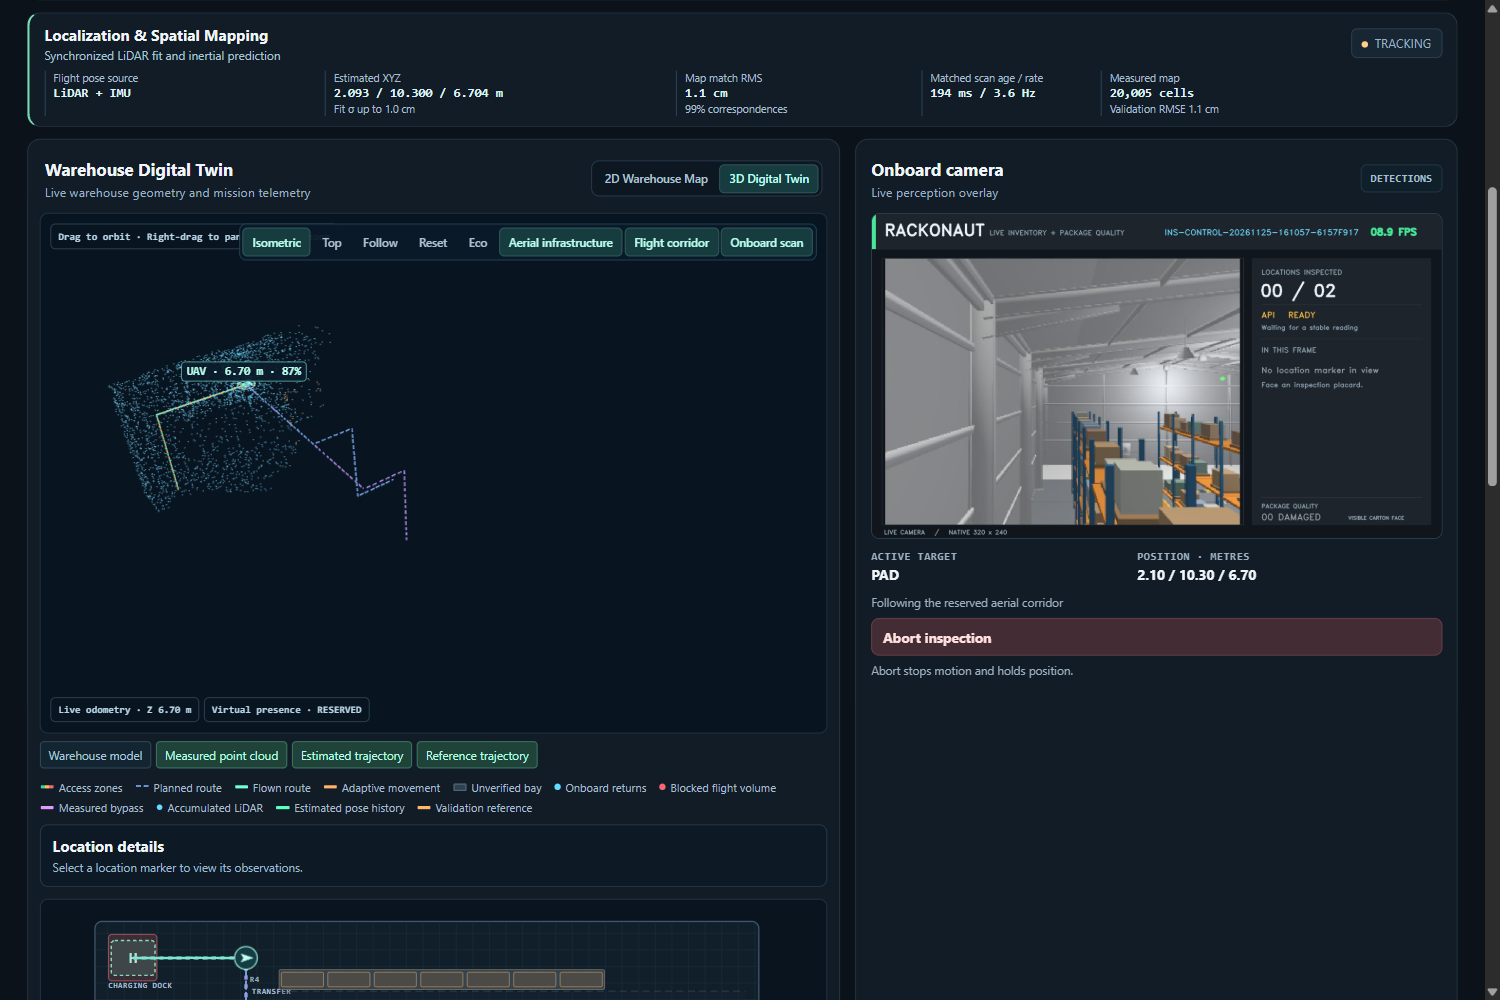 Localization & Spatial Mapping
Synchronized LiDAR fit and inertial prediction
TRACKING
Flight pose source
LiDAR + IMU
Estimated XYZ
2.093 / 10.300 / 6.704 m
Fit σ up to 1.0 cm
Map match RMS
1.1 cm
99% correspondences
Matched scan age / rate
194 ms / 3.6 Hz
Measured map
20,005 cells
Validation RMSE 1.1 cm
Warehouse Digital Twin
Live warehouse geometry and mission telemetry
2D Warehouse Map
3D Digital Twin
Drag to orbit · Right-drag to pan
Isometric
Top
Follow
Reset
Eco
Aerial infrastructure
Flight corridor
Onboard scan
UAV · 6.70 m · 87%
Live odometry · Z 6.70 m
Virtual presence · RESERVED
Warehouse model
Measured point cloud
Estimated trajectory
Reference trajectory
Access zones
Planned route
Flown route
Adaptive movement
Unverified bay
Onboard returns
Blocked flight volume
Measured bypass
Accumulated LiDAR
Estimated pose history
Validation reference
Location details
Select a location marker to view its observations.
H
CHARGING DOCK
R4
TRANSFER
Onboard camera
Live perception overlay
DETECTIONS
RACKONAUT LIVE INVENTORY + PACKAGE QUALITY
INS-CONTROL-20261125-161057-6157F917 08.9 FPS
LOCATIONS INSPECTED
00 / 02
API READY
Waiting for a stable reading
IN THIS FRAME
No location marker in view
Face an inspection placard.
PACKAGE QUALITY
00 DAMAGED
VISIBLE CARTON FACE
LIVE CAMERA / NATIVE 320 x 240
ACTIVE TARGET
PAD
POSITION · METRES
2.10 / 10.30 / 6.70
Following the reserved aerial corridor
Abort inspection
Abort stops motion and holds position.